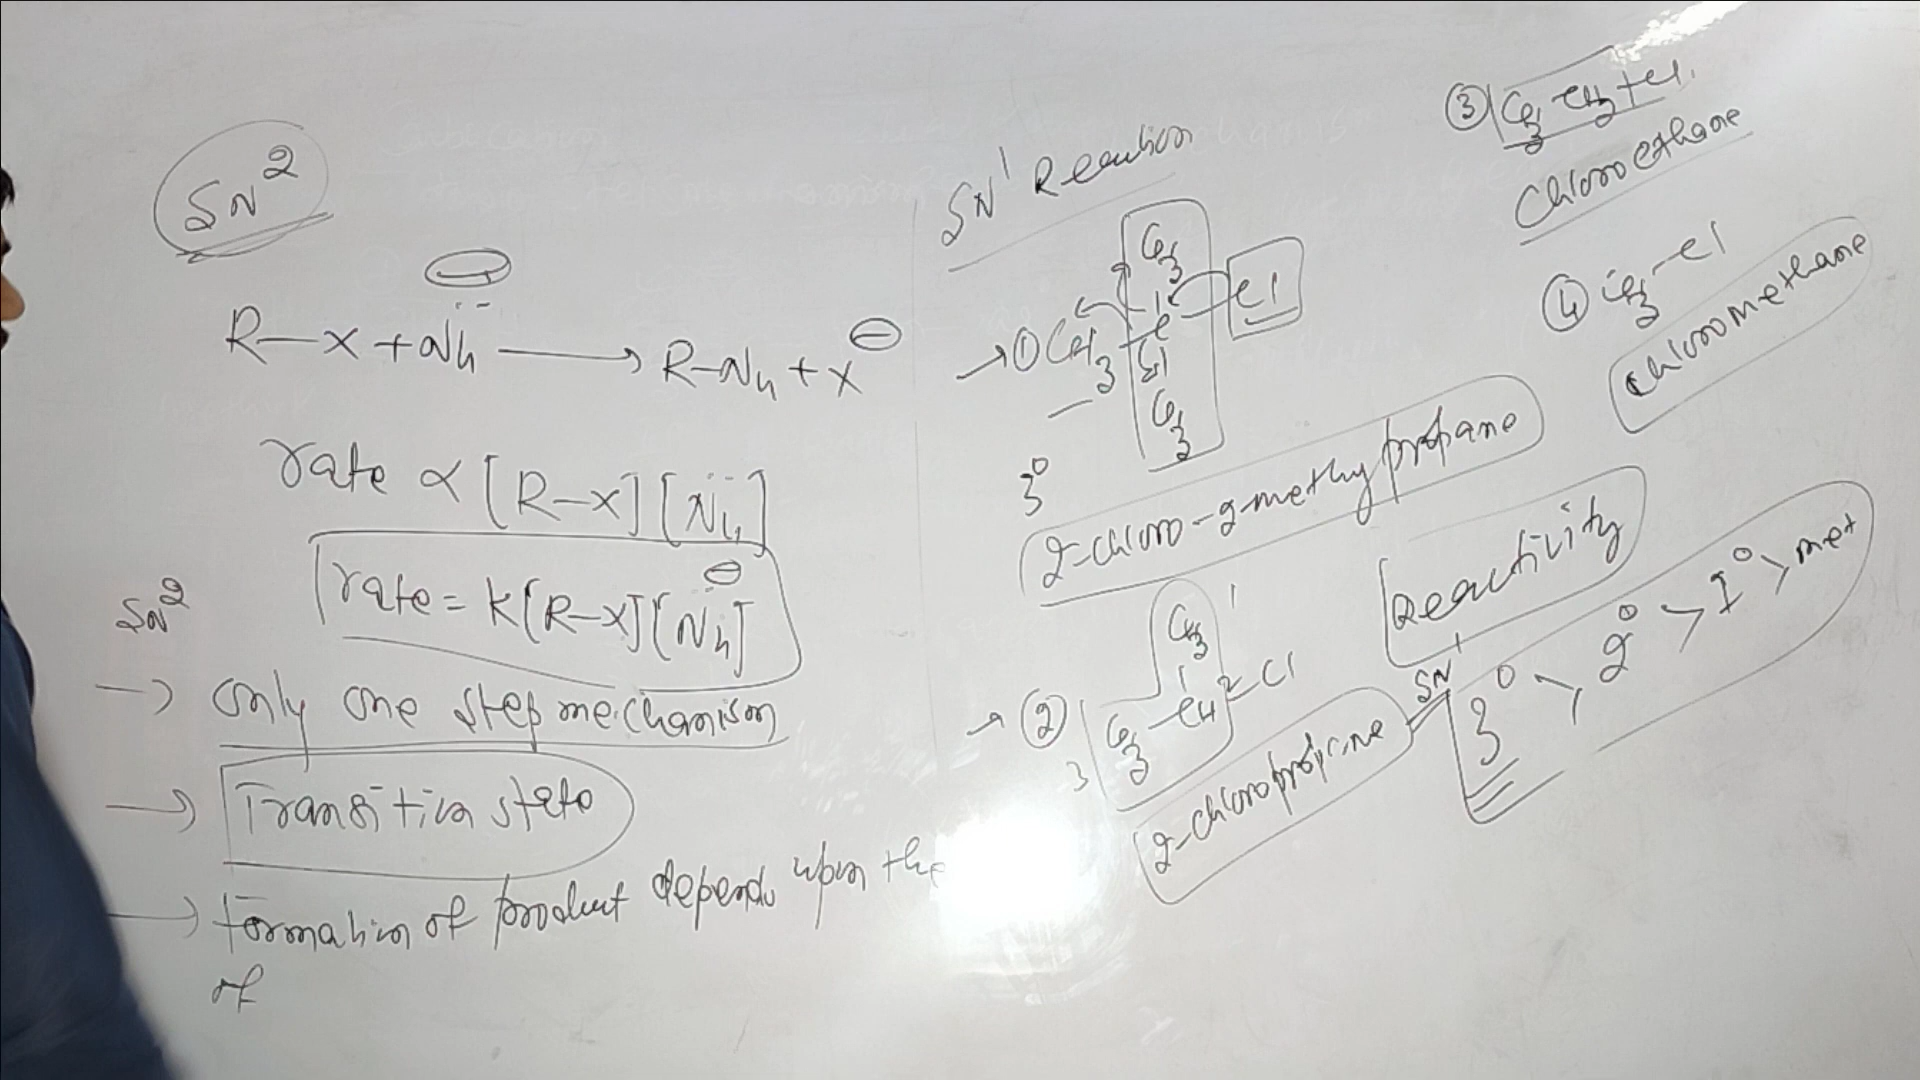 SN²
R—X + Nu⊖ → R—Nu + X⊖
rate ∝ [R—X] [Nu]
rate = k[R—X][Nu⊖]
SN²
→ only one step mechanism
→ Transition state
→ formation of product depends upon the
of
SN¹ Reaction
→ ① CH3
CH3 — C — Cl
CH3
3°
2-chloro-2-methy propane
→ ② CH3
CH3 — CH — Cl
2-chloropropane
③ CH3 CH2 + Cl
chloroethane
④ CH3 - Cl
chloromethane
Reactivity
SN¹
3° > 2° > 1° > met